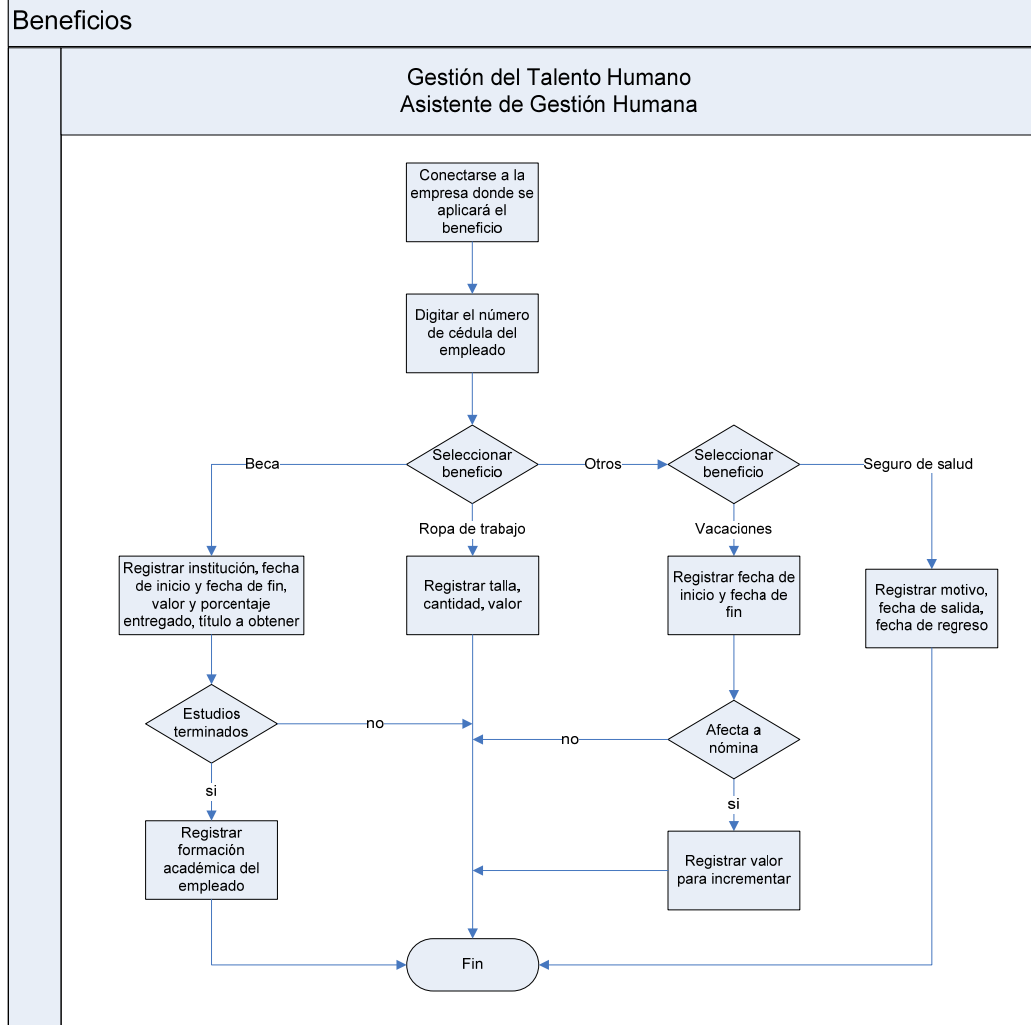 Beneficios
Gestión del Talento Humano
Asistente de Gestión Humana
Conectarse a la
empresa donde se
aplicará el
beneficio
Digitar el número
de cédula del
empleado
Seleccionar
beneficio
Seleccionar
beneficio
Beca
Otros
Seguro de salud
Ropa de trabajo
Vacaciones
Registrar institución, fecha
de inicio y fecha de fin,
valor y porcentaje
entregado, título a obtener
Registrar talla,
cantidad, valor
Registrar fecha de
inicio y fecha de
fin
Registrar motivo,
fecha de salida,
fecha de regreso
Estudios
terminados
no
no
Afecta a
nómina
si
si
Registrar
formación
académica del
empleado
Registrar valor
para incrementar
Fin